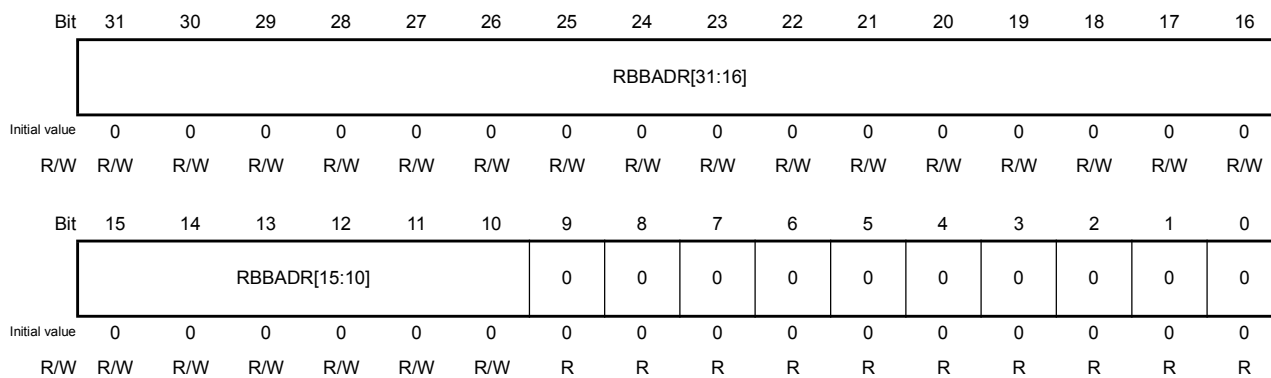 Bit 31 30 29 28 27 26 25 24 23 22 21 20 19 18 17 16
RBBADR[31:16]
Initial value 0 0 0 0 0 0 0 0 0 0 0 0 0 0 0 0
R/W R/W R/W R/W R/W R/W R/W R/W R/W R/W R/W R/W R/W R/W R/W R/W R/W
Bit 15 14 13 12 11 10 9 8 7 6 5 4 3 2 1 0
RBBADR[15:10] 0 0 0 0 0 0 0 0 0 0
Initial value 0 0 0 0 0 0 0 0 0 0 0 0 0 0 0 0
R/W R/W R/W R/W R/W R/W R/W R R R R R R R R R R